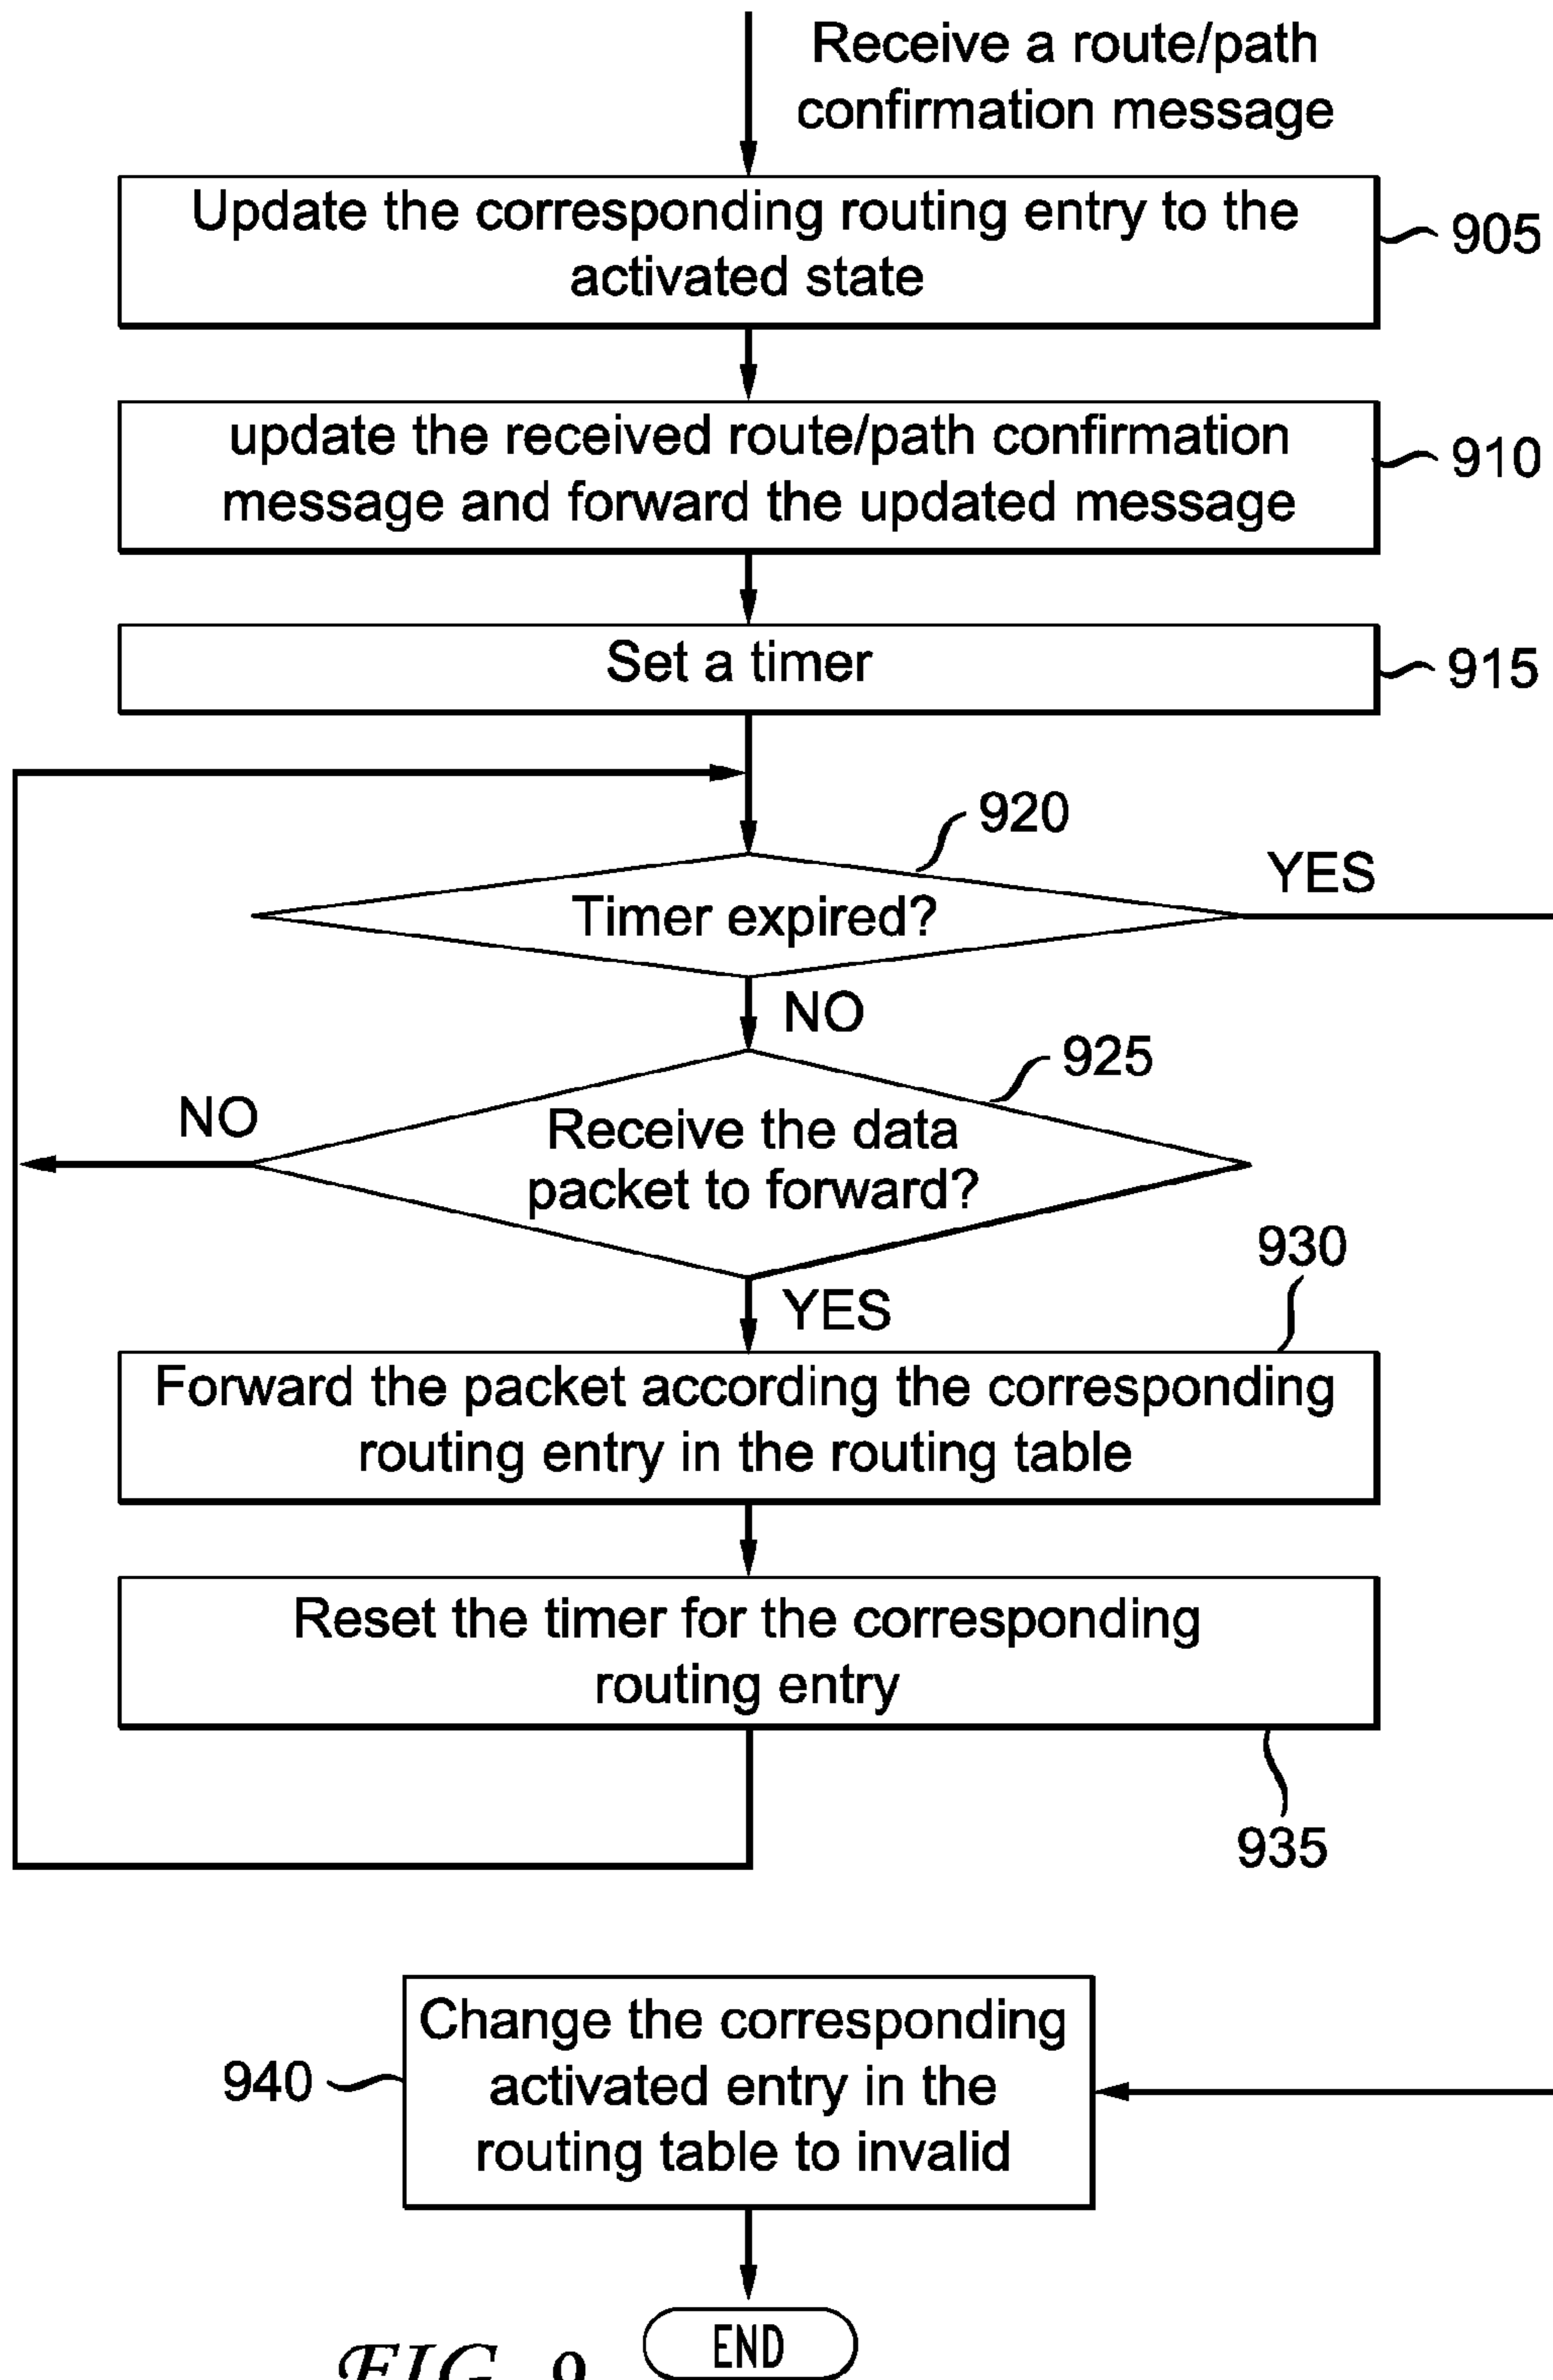 Receive a route/path
confirmation message
Update the corresponding routing entry to the
activated state
905
update the received route/path confirmation
message and forward the updated message
910
Set a timer
915
920
YES
Timer expired?
NO
925
NO
Receive the data
packet to forward?
930
YES
Forward the packet according the corresponding
routing entry in the routing table
Reset the timer for the corresponding
routing entry
935
Change the corresponding
activated entry in the
routing table to invalid
940
END
FIG. 9